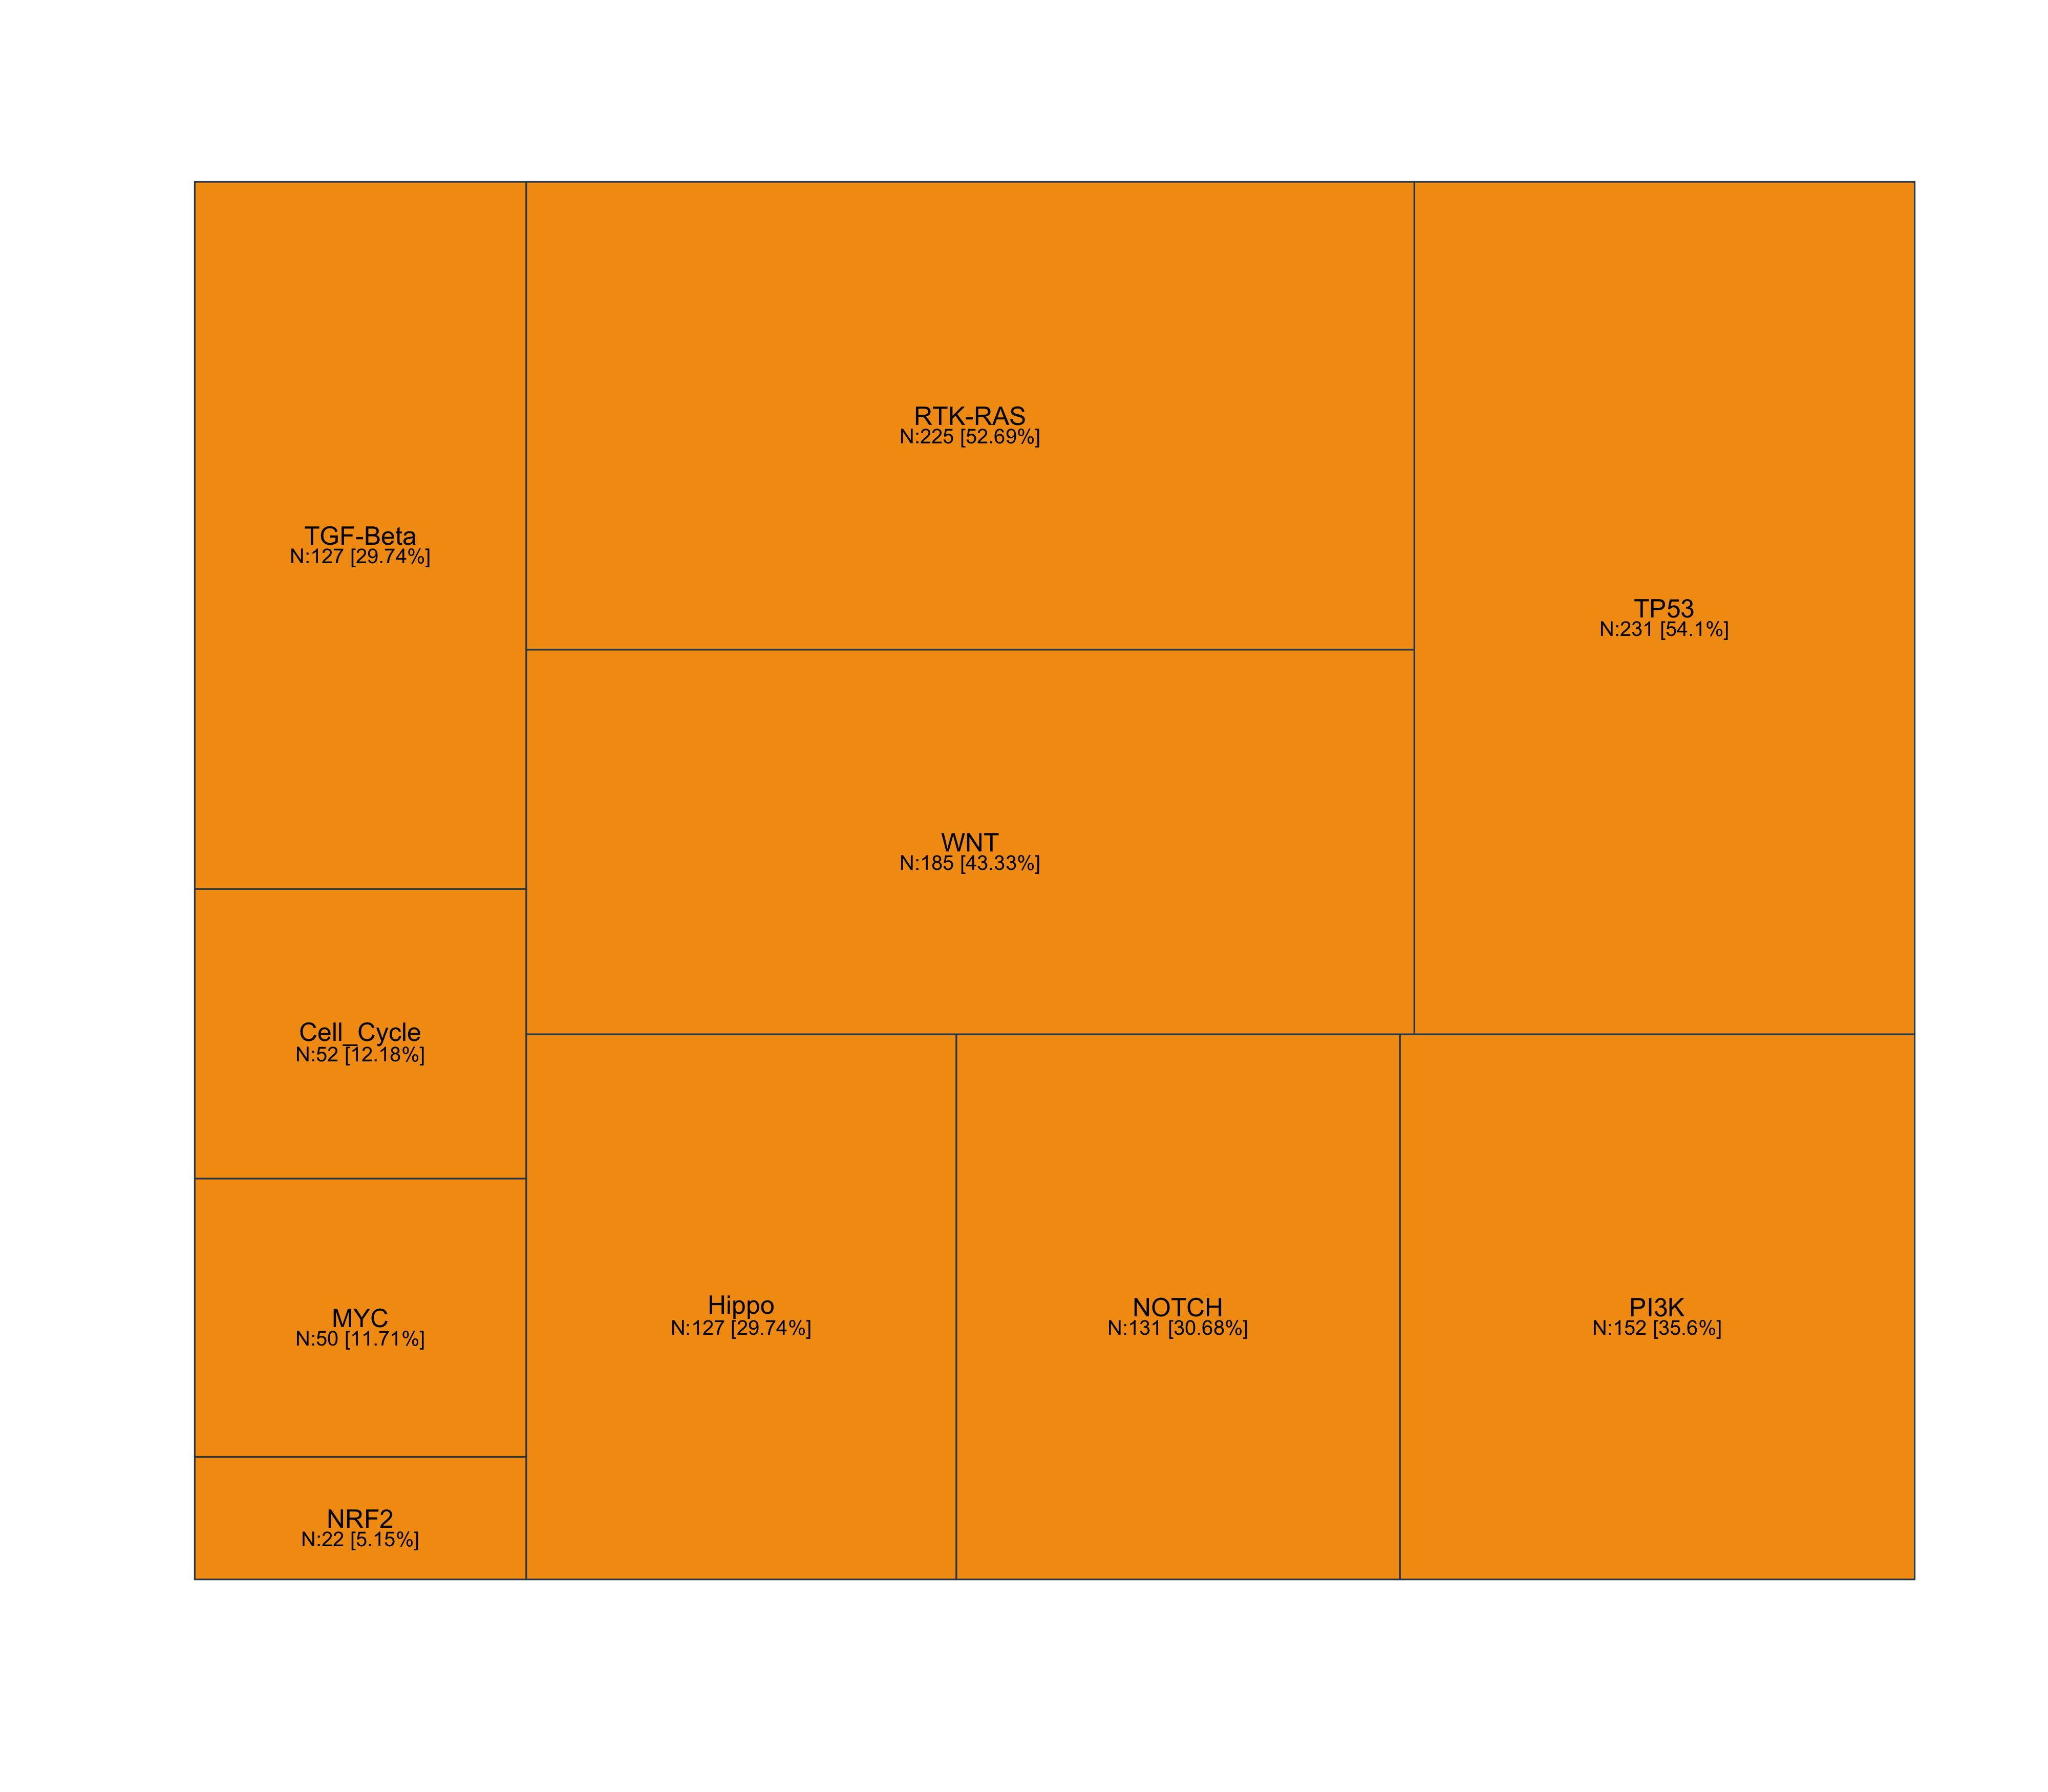 TGF-Beta
N:127 [29.74%]
RTK-RAS
N:225 [52.69%]
TP53
N:231 [54.1%]
WNT
N:185 [43.33%]
Cell_Cycle
N:52 [12.18%]
MYC
N:50 [11.71%]
NRF2
N:22 [5.15%]
Hippo
N:127 [29.74%]
NOTCH
N:131 [30.68%]
PI3K
N:152 [35.6%]